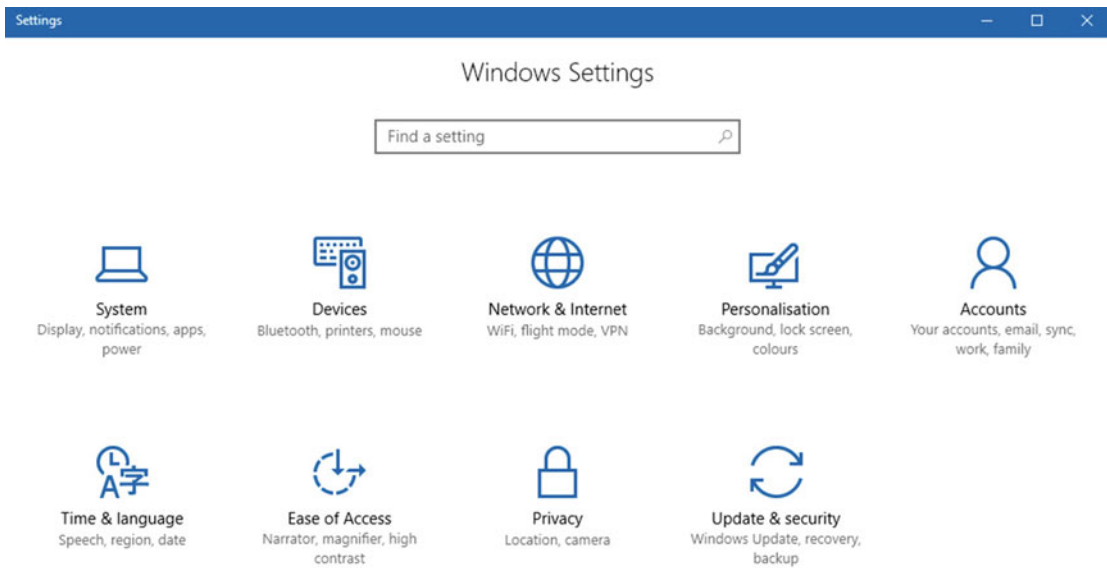 Settings
Windows Settings
Find a setting
System
Display, notifications, apps,
power
Devices
Bluetooth, printers, mouse
Network & Internet
WiFi, flight mode, VPN
Personalisation
Background, lock screen,
colours
Accounts
Your accounts, email, sync,
work, family
A字
Time & language
Speech, region, date
Ease of Access
Narrator, magnifier, high
contrast
Privacy
Location, camera
Update & security
Windows Update, recovery,
backup